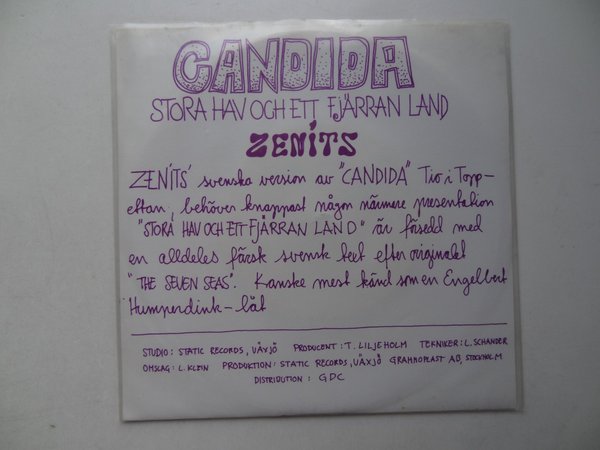 CANDIDA
STORA HAV OCH ETT FJÄRRAN LAND
ZENÍTS
ZENÍTS' svenska version av "CANDIDA" Tio i Topp-
ettan, behöver knappast någon närmere presentation
"STORA HAV OCH ETT FJÄRRAN LAND" är försedd med
en alldeles färsk svensk text efter originalet
"THE SEVEN SEAS". Kanske mest känd som en Engelbert
Humperdink-låt
STUDIO: STATIC RECORDS, VÄXJÖ PRODUCENT: T. LILJEHOLM TEKNIKER: L. SCHANDER
OMSLAG: L. KLEIN PRODUKTION: STATIC RECORDS, VÄXJÖ GRAMMOPLAST AB, STOCKHOLM
DISTRIBUTION: GDC